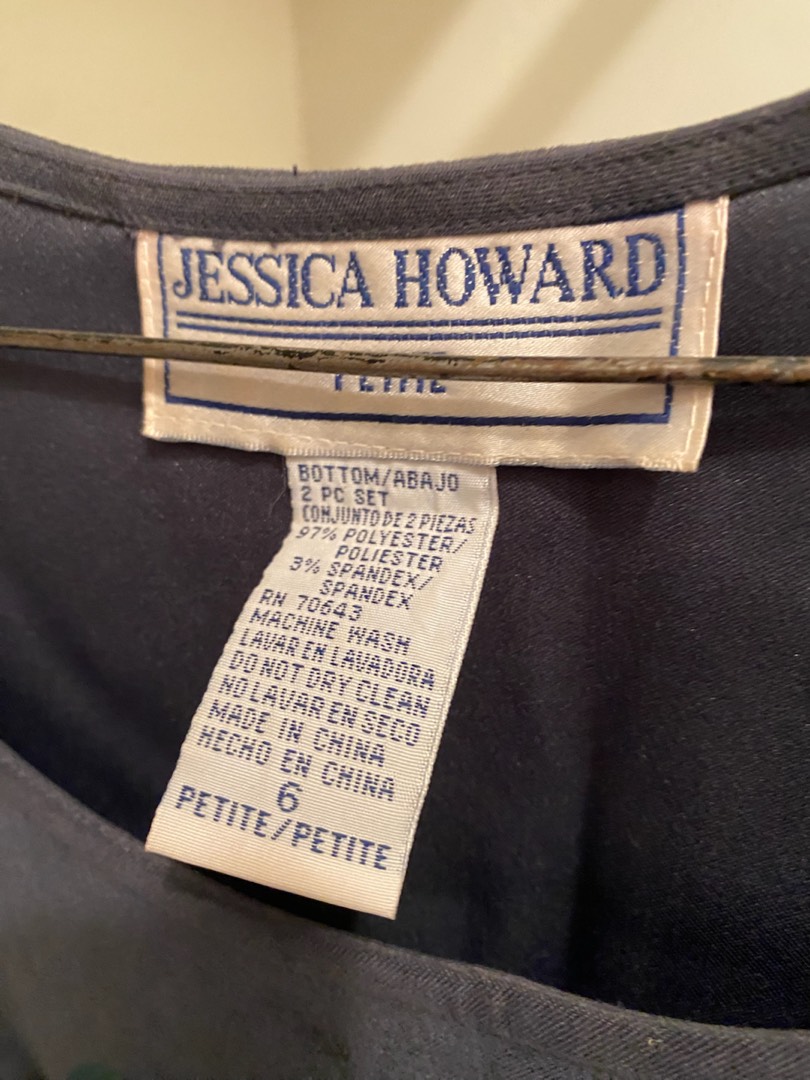 JESSICA HOWARD
PETITE
BOTTOM/ABAJO
2 PC SET
CONJUNTO DE 2 PIEZAS
97% POLYESTER/
POLIESTER
3% SPANDEX/
SPANDEX
RN 70643
MACHINE WASH
LAVAR EN LAVADORA
DO NOT DRY CLEAN
NO LAVAR EN SECO
MADE IN CHINA
HECHO EN CHINA
6
PETITE/PETITE